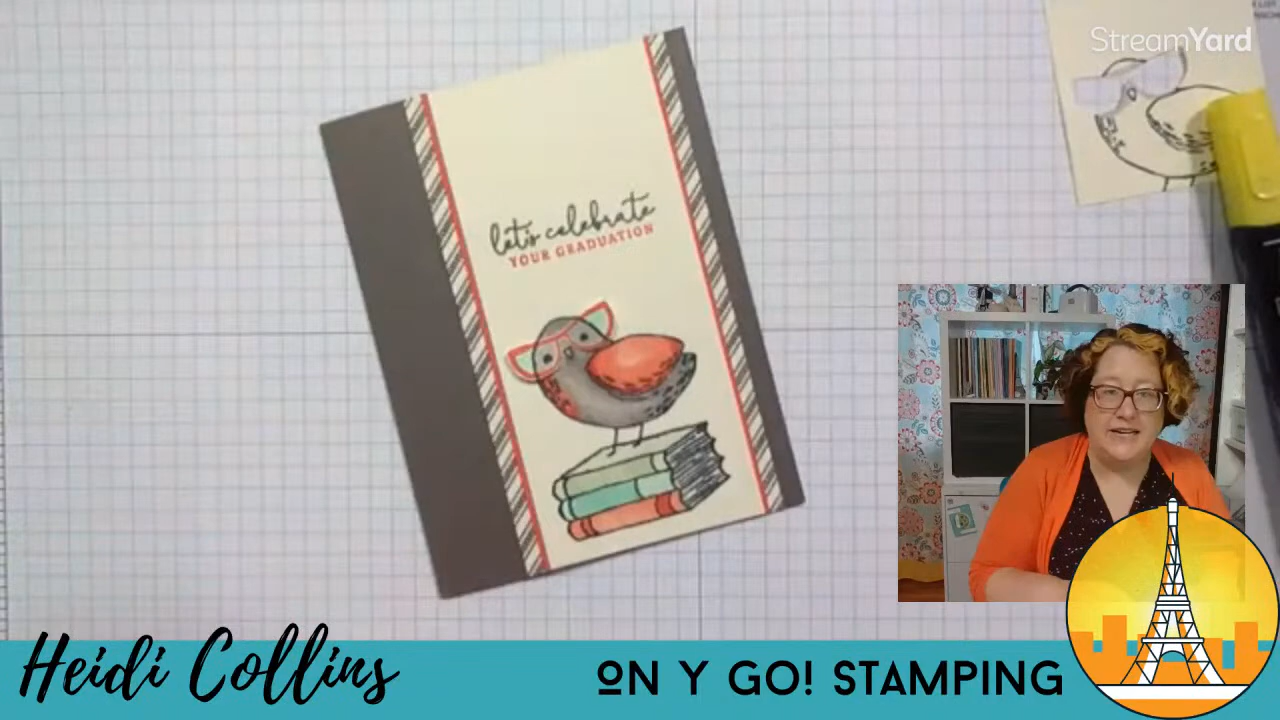 StreamYard
let's celebrate
YOUR GRADUATION
Heidi Collins
ON Y GO! STAMPING